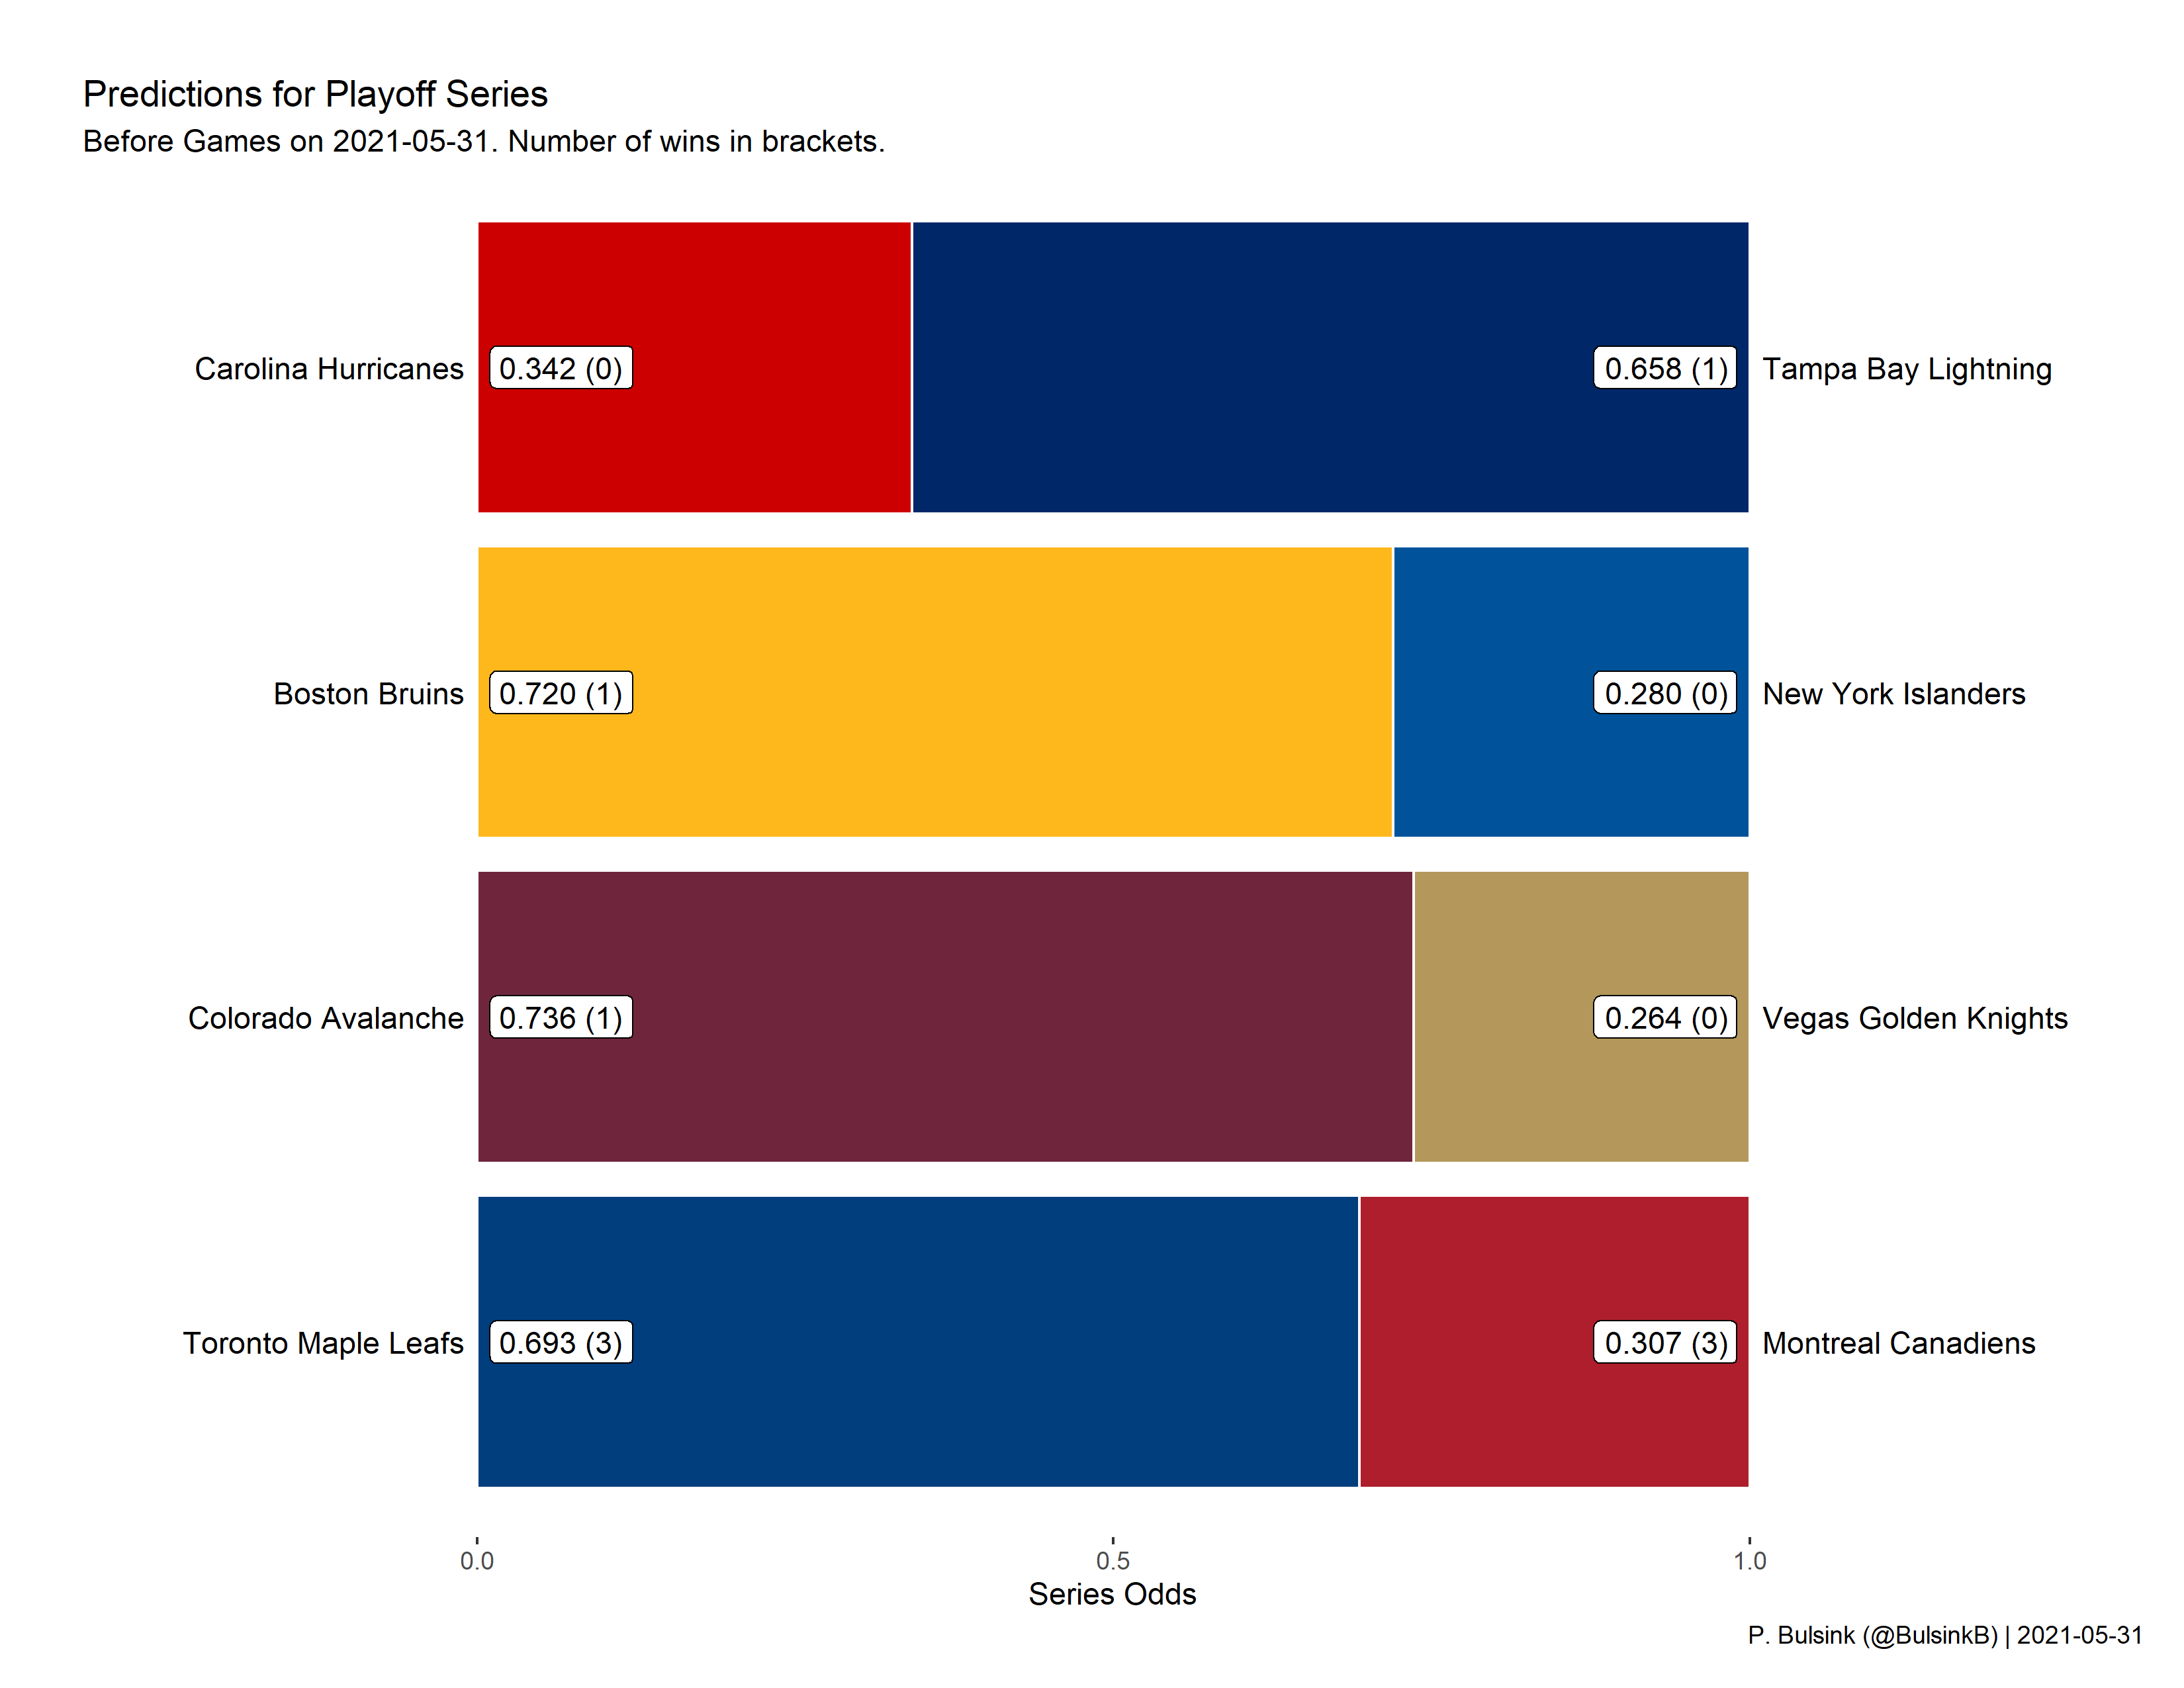 Predictions for Playoff Series
Before Games on 2021-05-31. Number of wins in brackets.
Carolina Hurricanes 0.342 (0) 0.658 (1) Tampa Bay Lightning
Boston Bruins 0.720 (1) 0.280 (0) New York Islanders
Colorado Avalanche 0.736 (1) 0.264 (0) Vegas Golden Knights
Toronto Maple Leafs 0.693 (3) 0.307 (3) Montreal Canadiens
0.0 0.5 1.0
Series Odds
P. Bulsink (@BulsinkB) | 2021-05-31